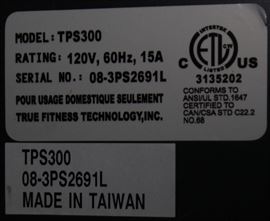 MODEL: TPS300
RATING: 120V, 60Hz, 15A
SERIAL NO.: 08-3PS2691L
POUR USAGE DOMESTIQUE SEULEMENT
TRUE FITNESS TECHNOLOGY,INC.
INTERTEK
C ETL US
LISTED
3135202
CONFORMS TO
ANSI/UL STD.1647
CERTIFIED TO
CAN/CSA STD C22.2
NO.68
TPS300
08-3PS2691L
MADE IN TAIWAN